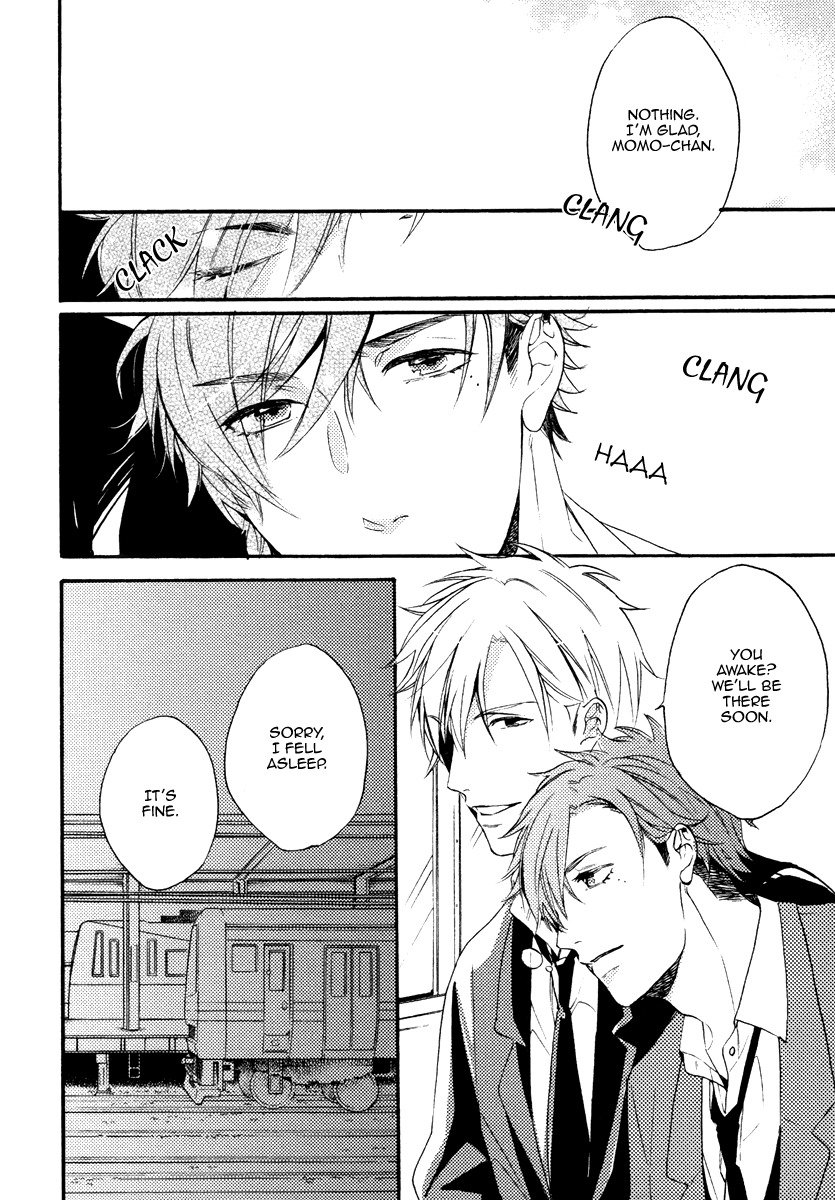 NOTHING.
I'M GLAD,
MOMO-CHAN.
CLANG
CLACK
CLANG
HAAA
YOU
AWAKE?
WE'LL BE
THERE
SOON.
SORRY,
I FELL
ASLEEP.
IT'S
FINE.